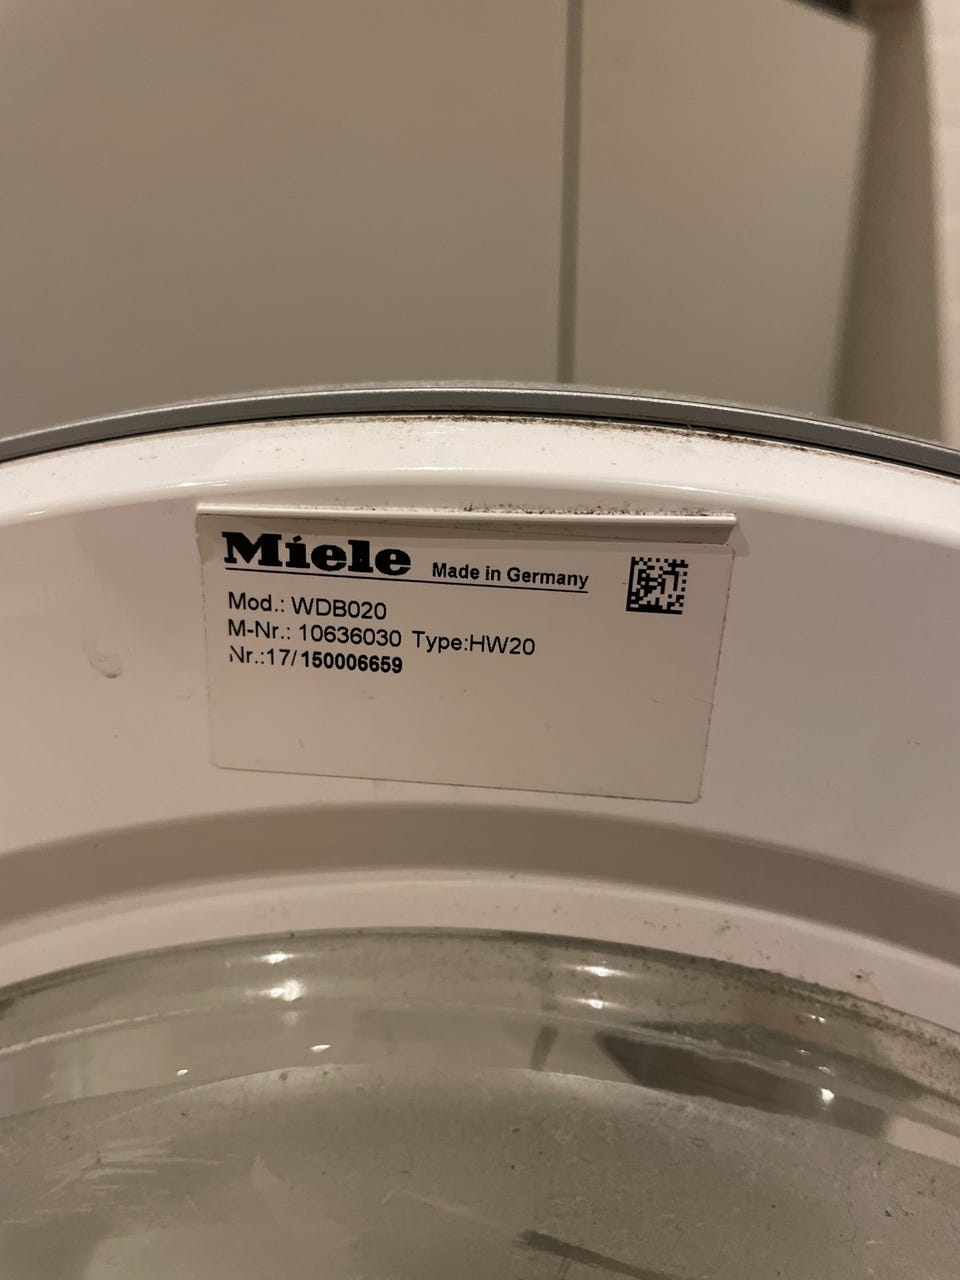 Miele Made in Germany
Mod.: WDB020
M-Nr.: 10636030 Type:HW20
Nr.:17/150006659